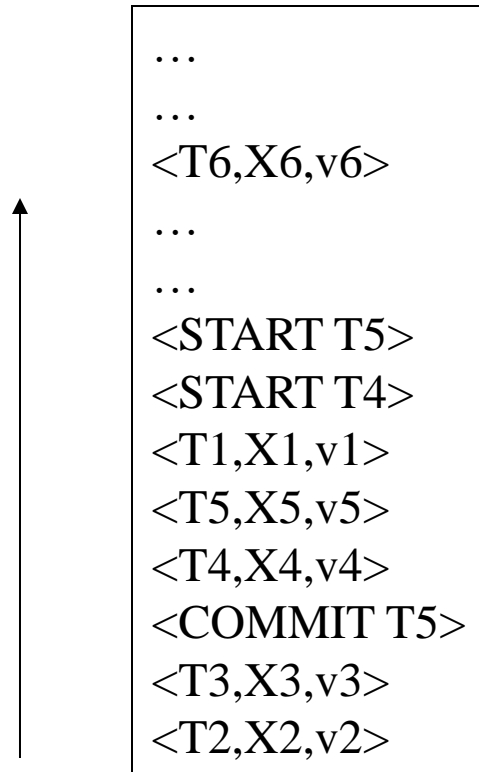 …
…
<T6,X6,v6>
…
…
<START T5>
<START T4>
<T1,X1,v1>
<T5,X5,v5>
<T4,X4,v4>
<COMMIT T5>
<T3,X3,v3>
<T2,X2,v2>